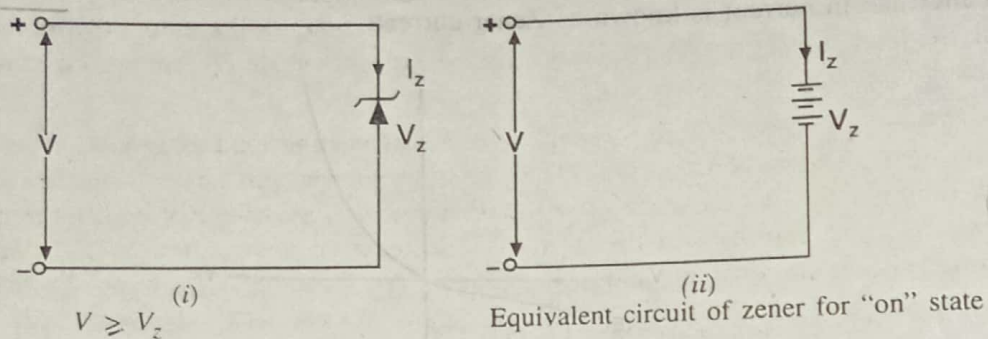 +
I_z
V
V_z
−
(i)
V ⩾ V_z
+
I_z
V
V_z
−
(ii)
Equivalent circuit of zener for “on” state